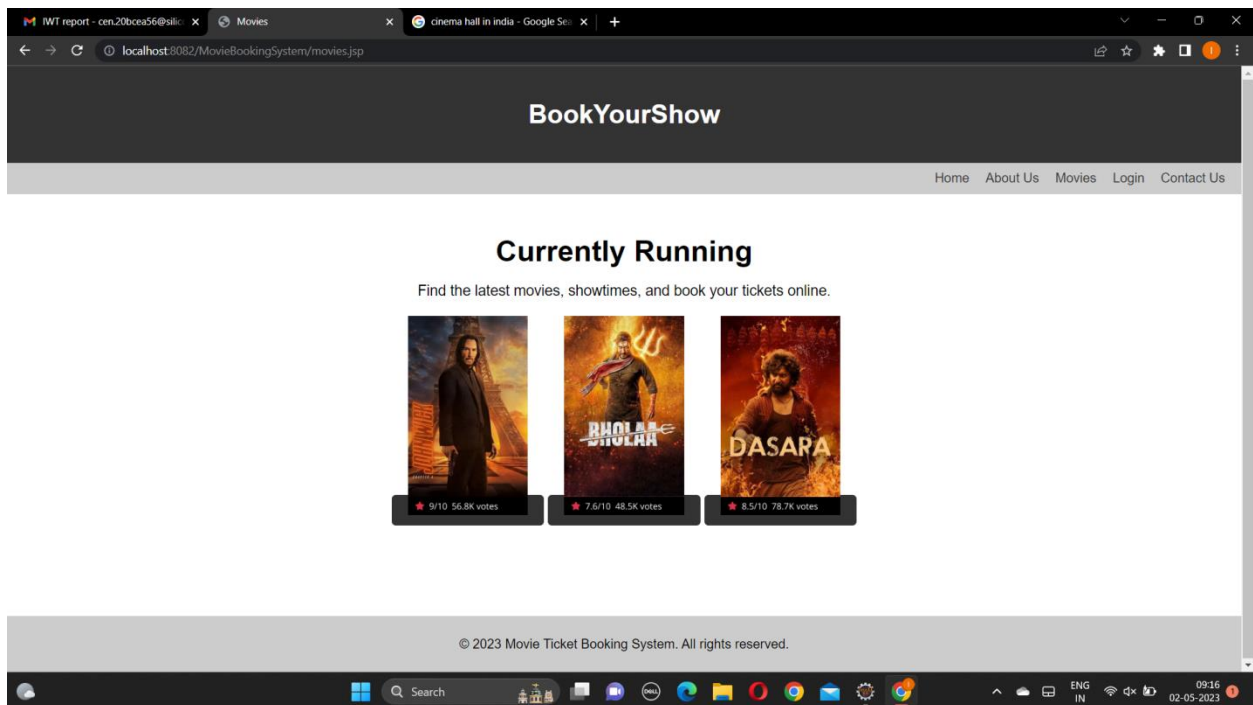 IWT report - cen.20bcea56@silic
Movies
cinema hall in india - Google Sea
localhost:8082/MovieBookingSystem/movies.jsp
BookYourShow
Home About Us Movies Login Contact Us
Currently Running
Find the latest movies, showtimes, and book your tickets online.
BHOLAA
DASARA
9/10 56.8K votes
7.6/10 48.5K votes
8.5/10 78.7K votes
© 2023 Movie Ticket Booking System. All rights reserved.
Search
DELL
ENG
IN
09:16
02-05-2023
1